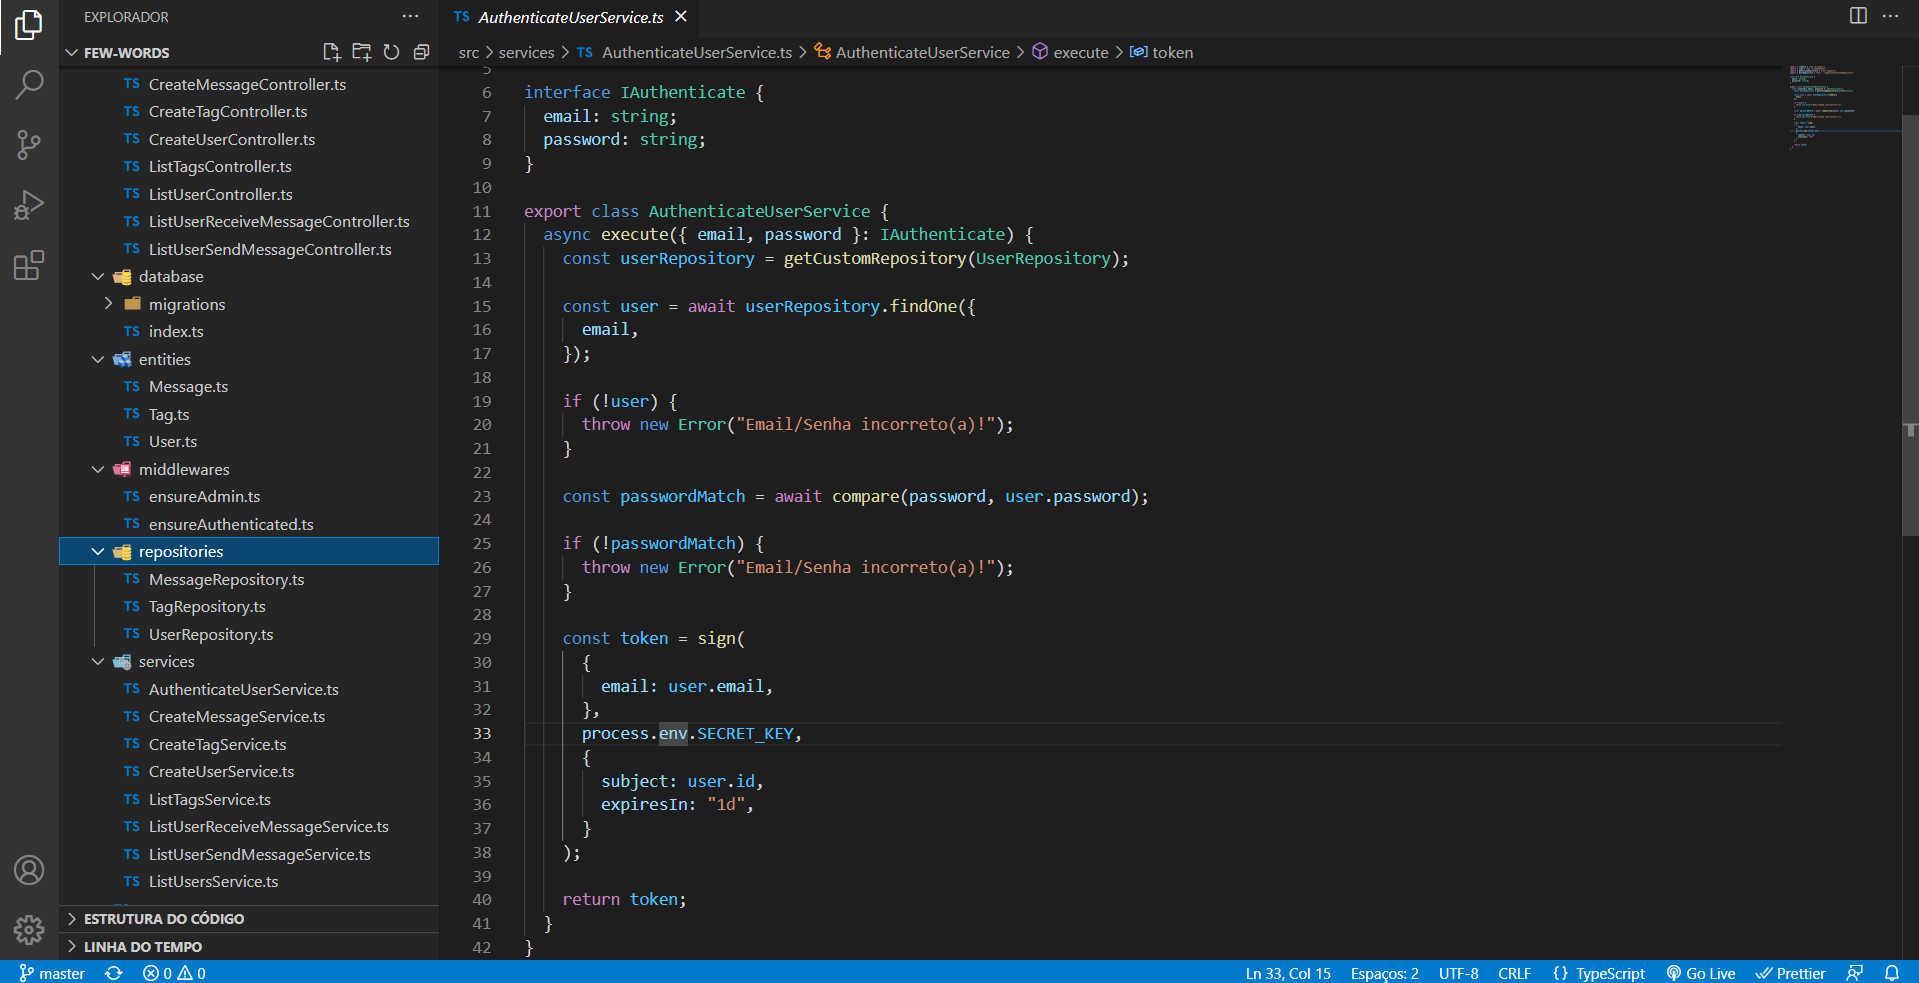 EXPLORADOR
FEW-WORDS
TS CreateMessageController.ts
TS CreateTagController.ts
TS CreateUserController.ts
TS ListTagsController.ts
TS ListUserController.ts
TS ListUserReceiveMessageController.ts
TS ListUserSendMessageController.ts
database
migrations
TS index.ts
entities
TS Message.ts
TS Tag.ts
TS User.ts
middlewares
TS ensureAdmin.ts
TS ensureAuthenticated.ts
repositories
TS MessageRepository.ts
TS TagRepository.ts
TS UserRepository.ts
services
TS AuthenticateUserService.ts
TS CreateMessageService.ts
TS CreateTagService.ts
TS CreateUserService.ts
TS ListTagsService.ts
TS ListUserReceiveMessageService.ts
TS ListUserSendMessageService.ts
TS ListUsersService.ts
ESTRUTURA DO CÓDIGO
LINHA DO TEMPO
TS AuthenticateUserService.ts
src > services > TS AuthenticateUserService.ts > AuthenticateUserService > execute > token
5
6 interface IAuthenticate {
7 email: string;
8 password: string;
9 }
10
11 export class AuthenticateUserService {
12 async execute({ email, password }: IAuthenticate) {
13 const userRepository = getCustomRepository(UserRepository);
14
15 const user = await userRepository.findOne({
16 email,
17 });
18
19 if (!user) {
20 throw new Error("Email/Senha incorreto(a)!");
21 }
22
23 const passwordMatch = await compare(password, user.password);
24
25 if (!passwordMatch) {
26 throw new Error("Email/Senha incorreto(a)!");
27 }
28
29 const token = sign(
30 {
31 email: user.email,
32 },
33 process.env.SECRET_KEY,
34 {
35 subject: user.id,
36 expiresIn: "1d",
37 }
38 );
39
40 return token;
41 }
42 }
master 0 0 Ln 33, Col 15 Espaços: 2 UTF-8 CRLF {} TypeScript Go Live Prettier